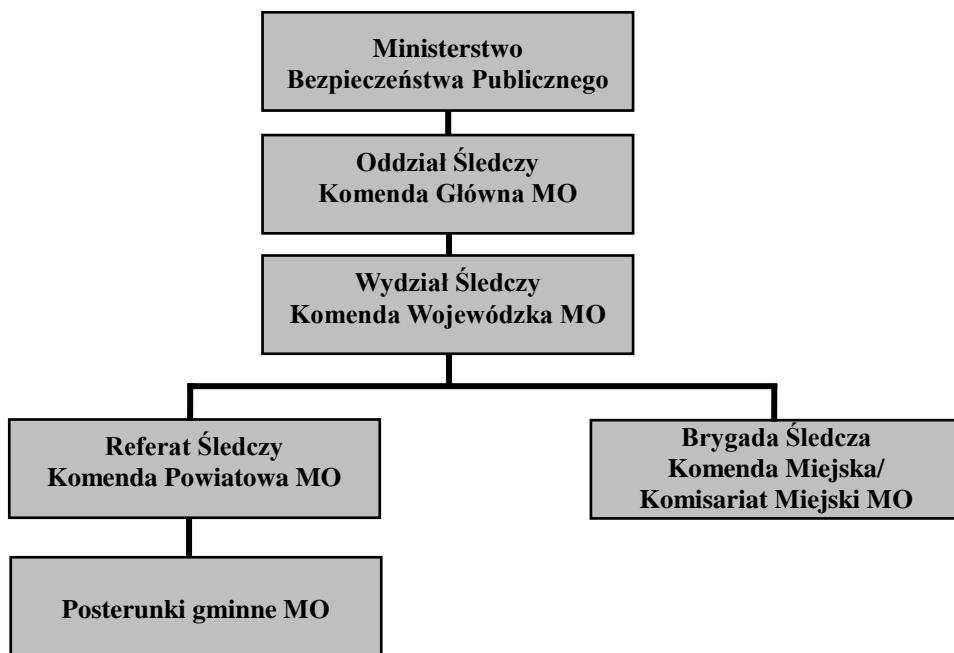 Ministerstwo
Bezpieczeństwa Publicznego
Oddział Śledczy
Komenda Główna MO
Wydział Śledczy
Komenda Wojewódzka MO
Referat Śledczy
Komenda Powiatowa MO
Brygada Śledcza
Komenda Miejska/
Komisariat Miejski MO
Posterunki gminne MO